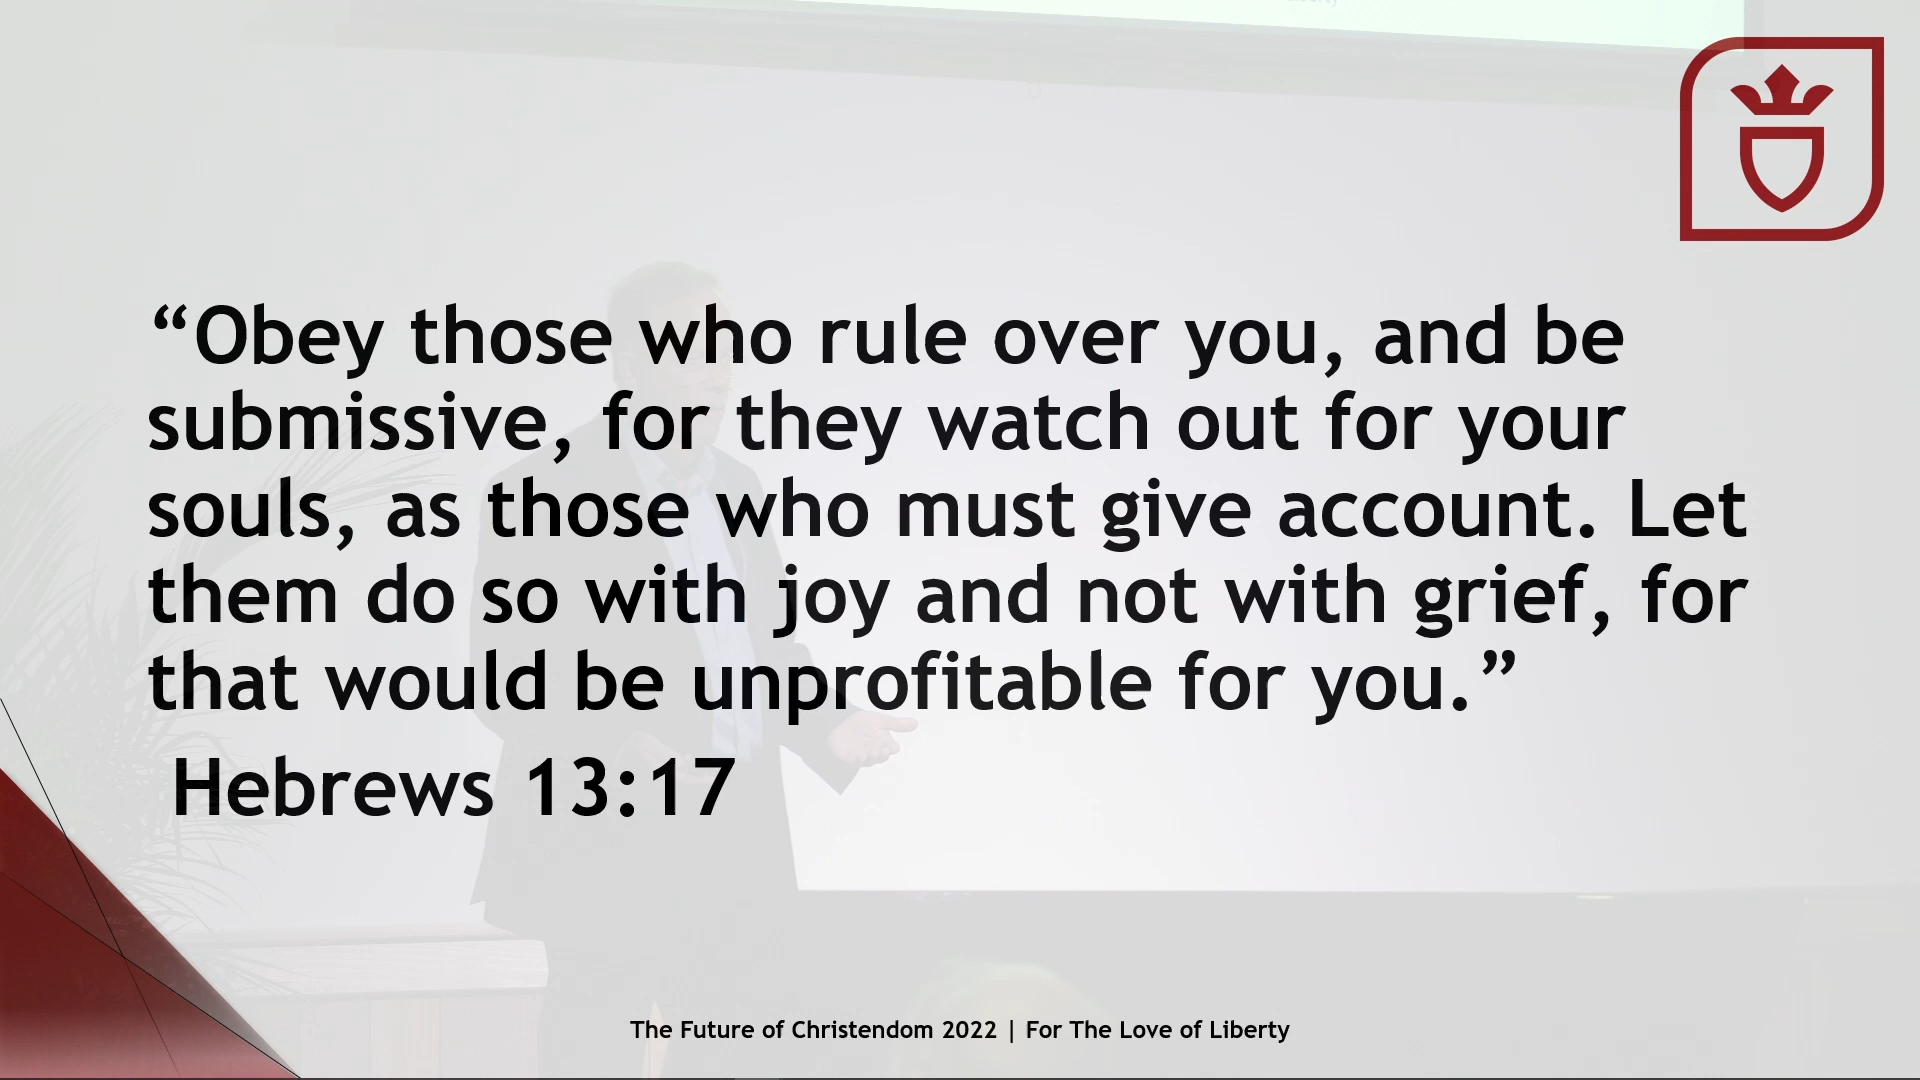 “Obey those who rule over you, and be
submissive, for they watch out for your
souls, as those who must give account. Let
them do so with joy and not with grief, for
that would be unprofitable for you.”
Hebrews 13:17
The Future of Christendom 2022 | For The Love of Liberty